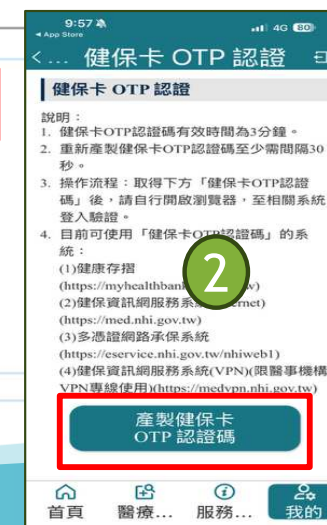 9:57
App Store
4G 80
< ... 健保卡 OTP 認證
健保卡 OTP 認證
說明：
1. 健保卡OTP認證碼有效時間為3分鐘。
2. 重新產製健保卡OTP認證碼至少需間隔30
秒。
3. 操作流程：取得下方「健保卡OTP認證
碼」後，請自行開啟瀏覽器，至相關系統
登入驗證。
4. 目前可使用「健保卡OTP認證碼」的系
統：
(1)健康存摺
(https://myhealthban
2
(2)健保資訊網服務系
(https://med.nhi.gov.tw)
(3)多憑證網路承保系統
(https://eservice.nhi.gov.tw/nhiweb1)
(4)健保資訊網服務系統(VPN)(限醫事機構
VPN專線使用)(https://medvpn.nhi.gov.tw)
產製健保卡
OTP 認證碼
首頁 醫療... 服務... 我的